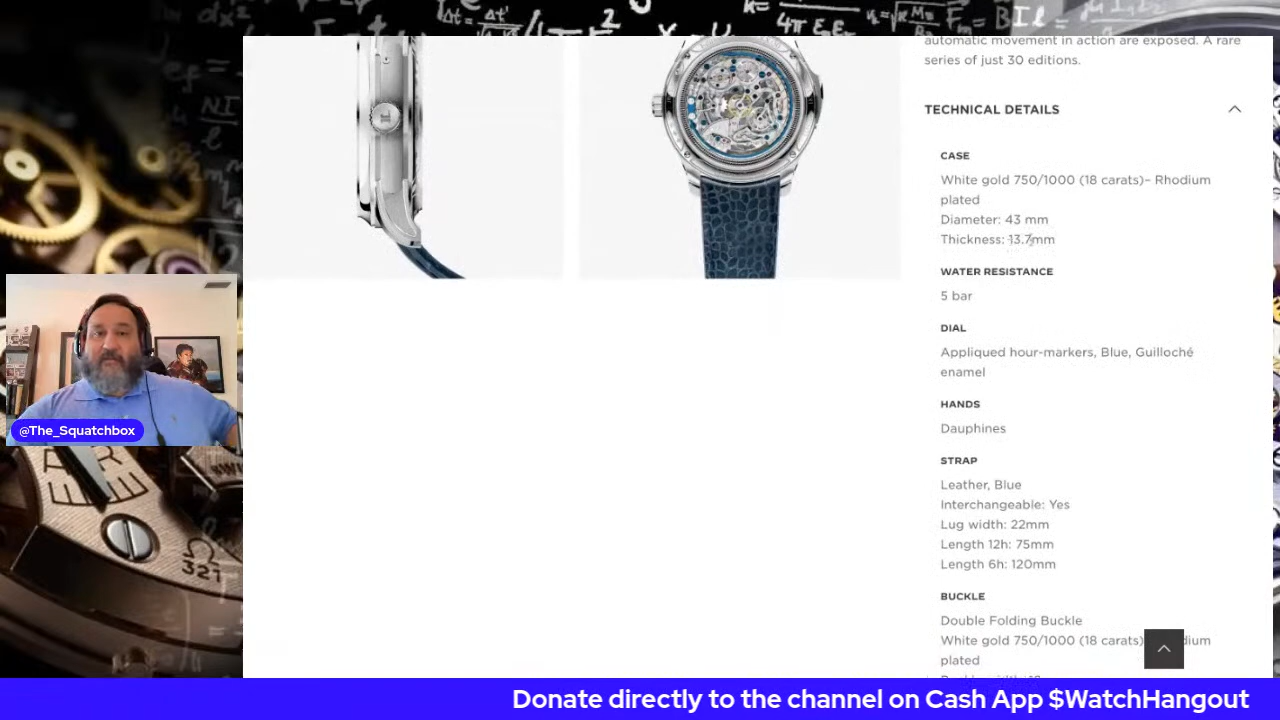 automatic movement in action are exposed. A rare
series of just 30 editions.
TECHNICAL DETAILS
CASE
White gold 750/1000 (18 carats)– Rhodium
plated
Diameter: 43 mm
Thickness: 13.7mm
WATER RESISTANCE
5 bar
DIAL
Appliqued hour-markers, Blue, Guilloché
enamel
HANDS
Dauphines
STRAP
Leather, Blue
Interchangeable: Yes
Lug width: 22mm
Length 12h: 75mm
Length 6h: 120mm
BUCKLE
Double Folding Buckle
White gold 750/1000 (18 carats)
plated
@The_Squatchbox
Ω
321
Donate directly to the channel on Cash App $WatchHangout